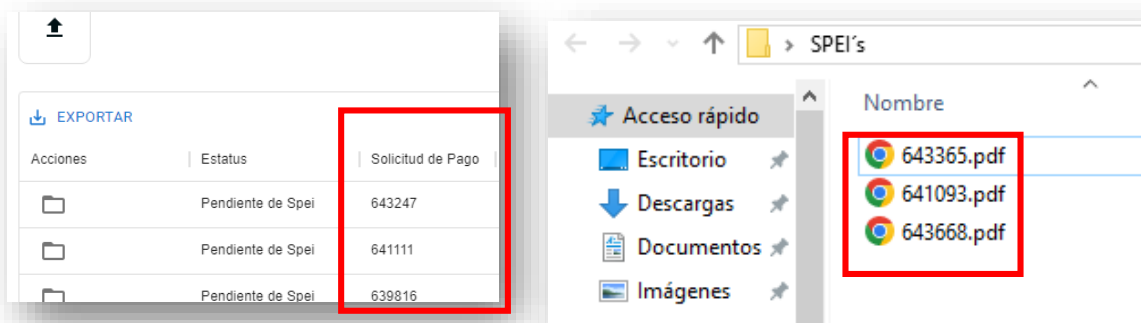 EXPORTAR
Acciones Estatus Solicitud de Pago
Pendiente de Spei 643247
Pendiente de Spei 641111
Pendiente de Spei 639816
SPEI´s
Acceso rápido
Escritorio
Descargas
Documentos
Imágenes
Nombre
643365.pdf
641093.pdf
643668.pdf